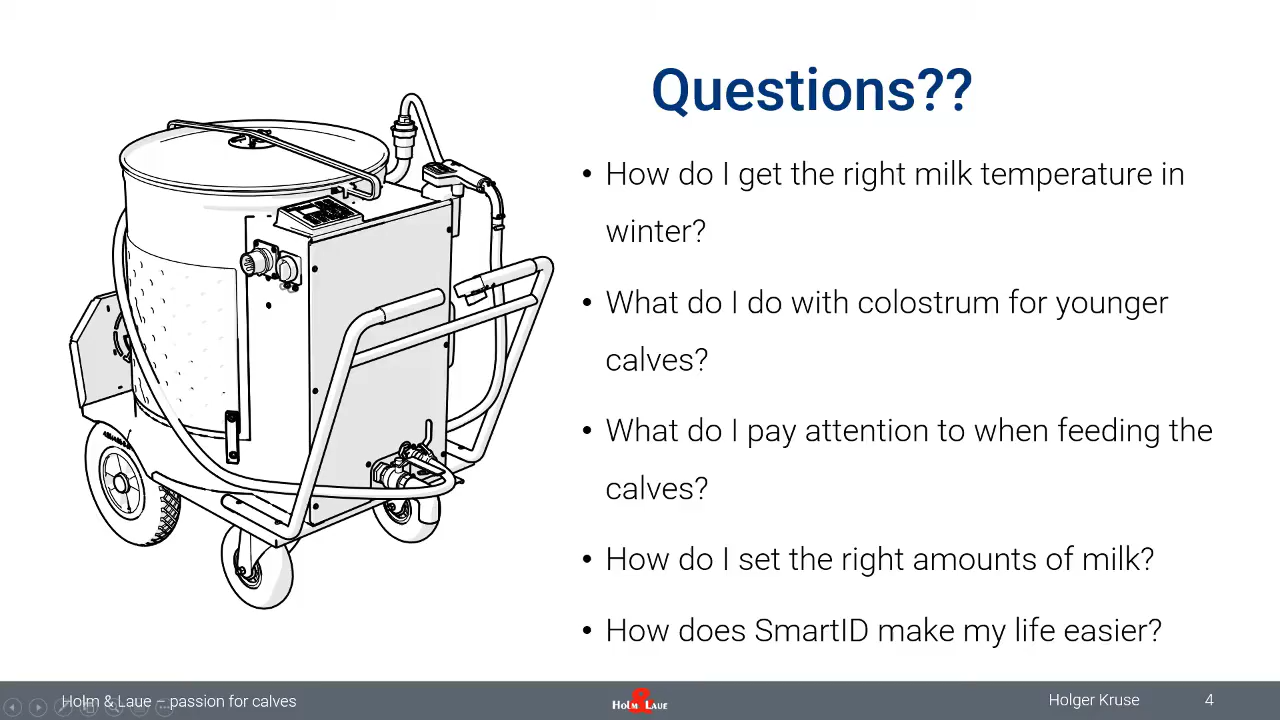 Questions??
• How do I get the right milk temperature in
winter?
• What do I do with colostrum for younger
calves?
• What do I pay attention to when feeding the
calves?
• How do I set the right amounts of milk?
• How does SmartID make my life easier?
Holm & Laue – passion for calves
HOLM & LAUE
Holger Kruse
4